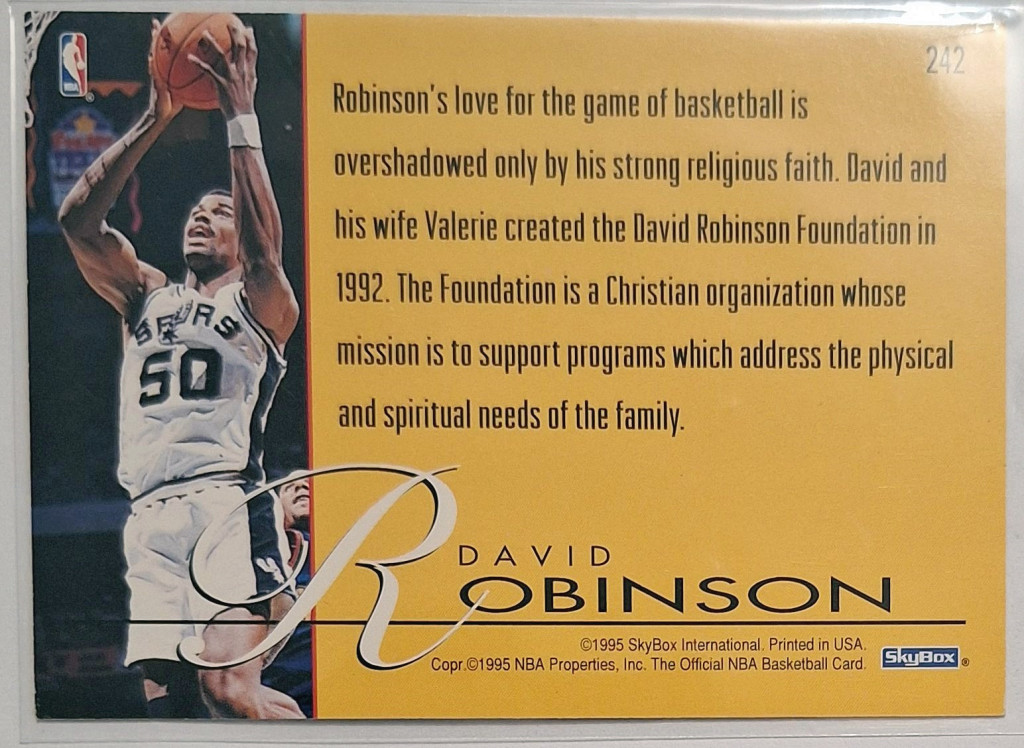 242
Robinson's love for the game of basketball is
overshadowed only by his strong religious faith. David and
his wife Valerie created the David Robinson Foundation in
1992. The Foundation is a Christian organization whose
mission is to support programs which address the physical
and spiritual needs of the family.
NBA
SPURS
50
DAVID
ROBINSON
©1995 SkyBox International. Printed in USA.
Copr.©1995 NBA Properties, Inc. The Official NBA Basketball Card.
SKYBOX®